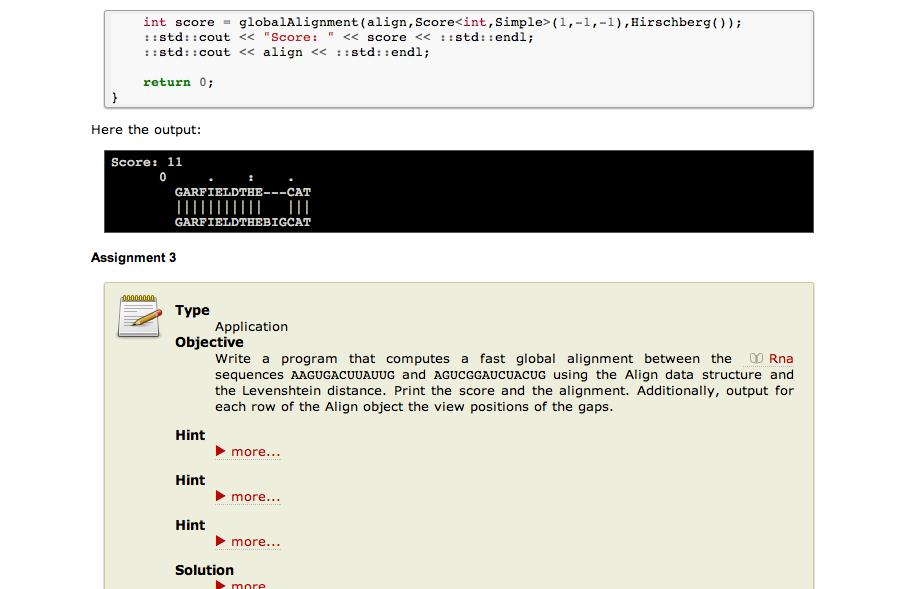 int score = globalAlignment(align,Score<int,Simple>(1,-1,-1),Hirschberg());
::std::cout << "Score: " << score << ::std::endl;
::std::cout << align << ::std::endl;
return 0;
}
Here the output:
Score: 11
0 . : .
GARFIELDTHE---CAT
||||||||||| |||
GARFIELDTHEBIGCAT
Assignment 3
Type
Application
Objective
Write a program that computes a fast global alignment between the Rna
sequences AAGUGACUUAUUG and AGUCGGAUCUACUG using the Align data structure and
the Levenshtein distance. Print the score and the alignment. Additionally, output for
each row of the Align object the view positions of the gaps.
Hint
more...
Hint
more...
Hint
more...
Solution
more